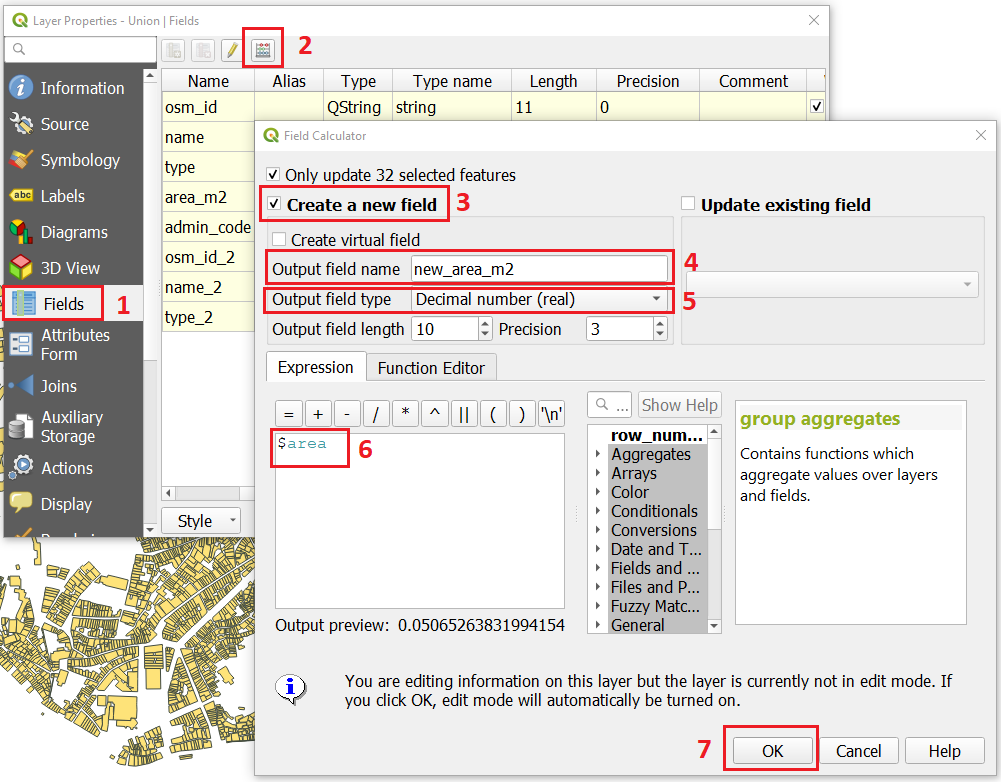 Layer Properties - Union | Fields
2
Information
Source
Symbology
Labels
abc
Diagrams
3D View
Fields
1
Attributes
Form
Joins
Auxiliary
Storage
Actions
Display
Name Alias Type Type name Length Precision Comment
osm_id QString string 11 0
name
type
area_m2
admin_code
osm_id_2
name_2
type_2
Style
Field Calculator
Only update 32 selected features
Create a new field
3
Update existing field
Create virtual field
Output field name new_area_m2
4
Output field type Decimal number (real)
5
Output field length 10 Precision 3
Expression Function Editor
= + - / * ^ || ( ) '\n'
... Show Help
$area
6
row_num...
Aggregates
Arrays
Color
Conditionals
Conversions
Date and T...
Fields and ...
Files and P...
Fuzzy Matc...
General
group aggregates
Contains functions which
aggregate values over layers
and fields.
Output preview: 0.05065263831994154
You are editing information on this layer but the layer is currently not in edit mode. If
you click OK, edit mode will automatically be turned on.
7
OK Cancel Help